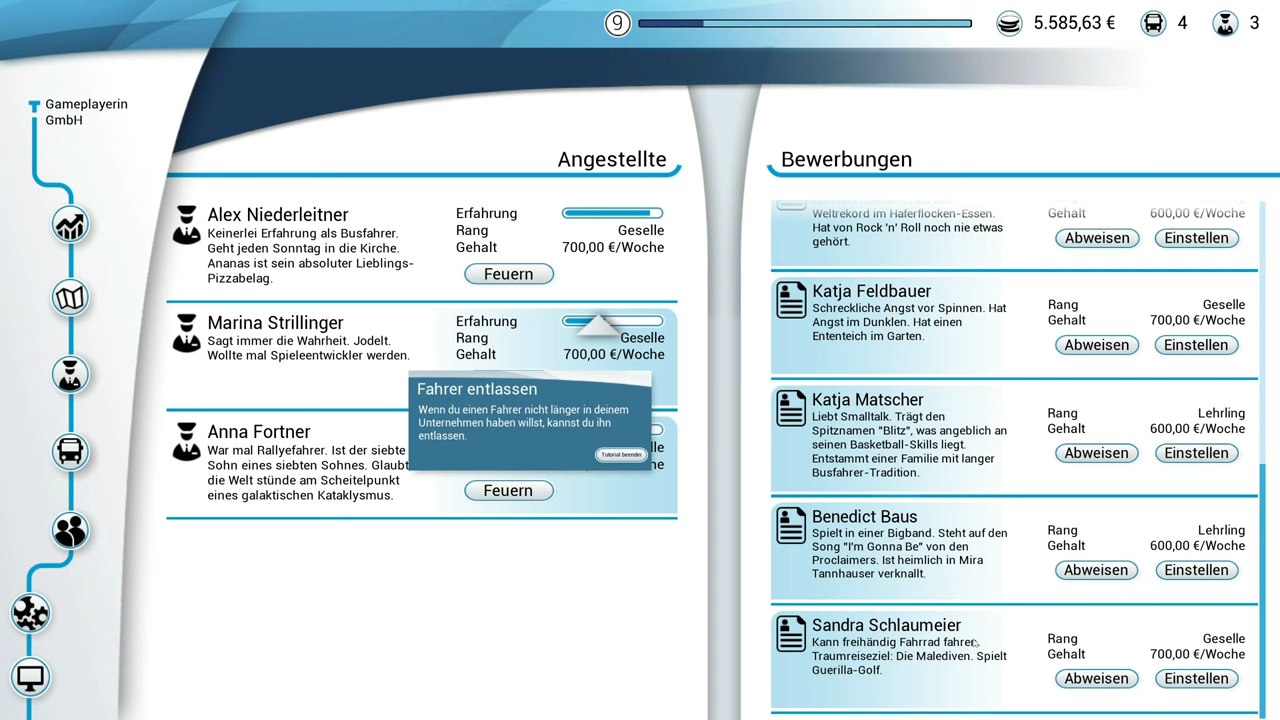 9
5.585,63 €
4
3
Gameplayerin
GmbH
Angestellte
Alex Niederleitner
Keinerlei Erfahrung als Busfahrer.
Geht jeden Sonntag in die Kirche.
Ananas ist sein absoluter Lieblings-
Pizzabelag.
Erfahrung
Rang Geselle
Gehalt 700,00 €/Woche
Feuern
Marina Strillinger
Sagt immer die Wahrheit. Jodelt.
Wollte mal Spieleentwickler werden.
Erfahrung
Rang Geselle
Gehalt 700,00 €/Woche
Fahrer entlassen
Wenn du einen Fahrer nicht länger in deinem
Unternehmen haben willst, kannst du ihn
entlassen.
Tutorial beenden
Anna Fortner
War mal Rallyefahrer. Ist der siebte
Sohn eines siebten Sohnes. Glaubt
die Welt stünde am Scheitelpunkt
eines galaktischen Kataklysmus.
Feuern
Bewerbungen
Weltrekord im Haferflocken-Essen.
Hat von Rock 'n' Roll noch nie etwas
gehört.
Gehalt 600,00 €/Woche
Abweisen Einstellen
Katja Feldbauer
Schreckliche Angst vor Spinnen. Hat
Angst im Dunklen. Hat einen
Ententeich im Garten.
Rang Geselle
Gehalt 700,00 €/Woche
Abweisen Einstellen
Katja Matscher
Liebt Smalltalk. Trägt den
Spitznamen "Blitz", was angeblich an
seinen Basketball-Skills liegt.
Entstammt einer Familie mit langer
Busfahrer-Tradition.
Rang Lehrling
Gehalt 600,00 €/Woche
Abweisen Einstellen
Benedict Baus
Spielt in einer Bigband. Steht auf den
Song "I'm Gonna Be" von den
Proclaimers. Ist heimlich in Mira
Tannhauser verknallt.
Rang Lehrling
Gehalt 600,00 €/Woche
Abweisen Einstellen
Sandra Schlaumeier
Kann freihändig Fahrrad fahren.
Traumreiseziel: Die Malediven. Spielt
Guerilla-Golf.
Rang Geselle
Gehalt 700,00 €/Woche
Abweisen Einstellen